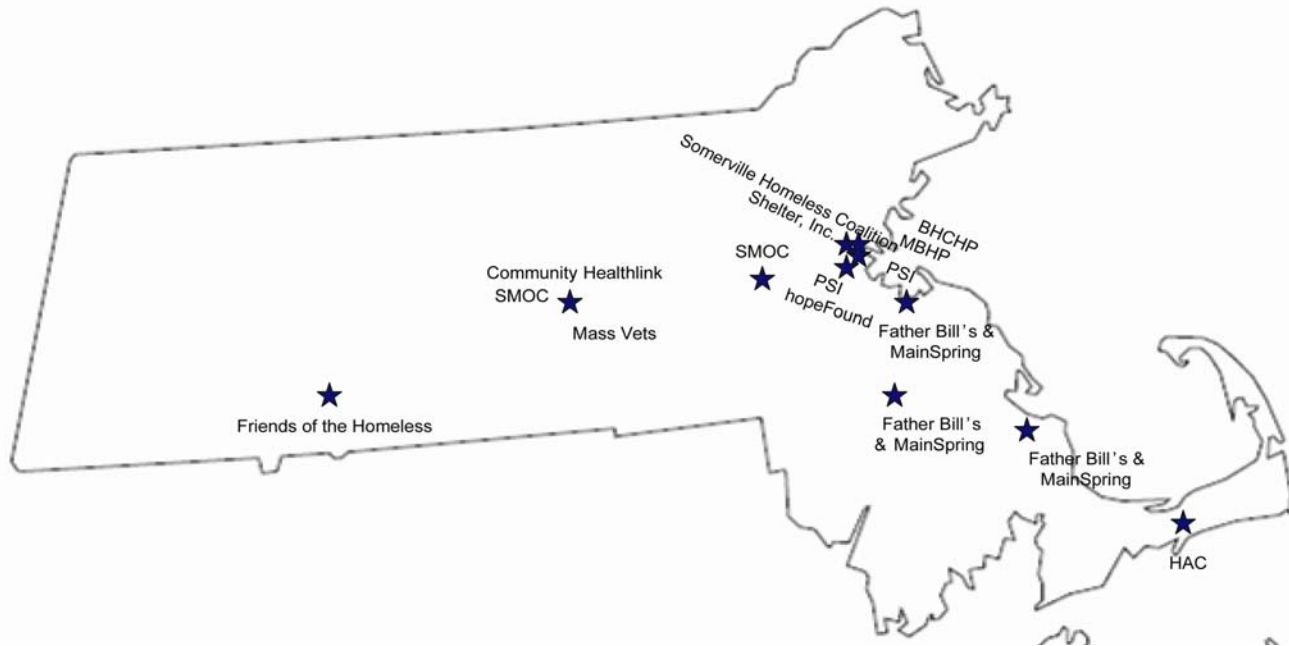 Somerville Homeless Coalition
Shelter, Inc.
BHCHP
MBHP
SMOC
PSI
PSI
hopeFound
Community Healthlink
SMOC
Mass Vets
Father Bill's &
MainSpring
Friends of the Homeless
Father Bill's
& MainSpring
Father Bill's &
MainSpring
HAC